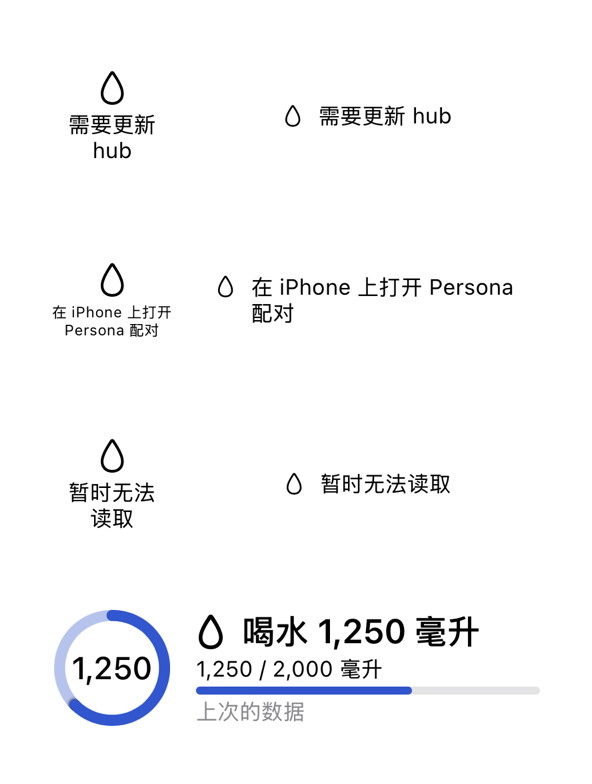 需要更新
hub
需要更新 hub
在 iPhone 上打开
Persona 配对
在 iPhone 上打开 Persona
配对
暂时无法
读取
暂时无法读取
1,250
喝水 1,250 毫升
1,250 / 2,000 毫升
上次的数据